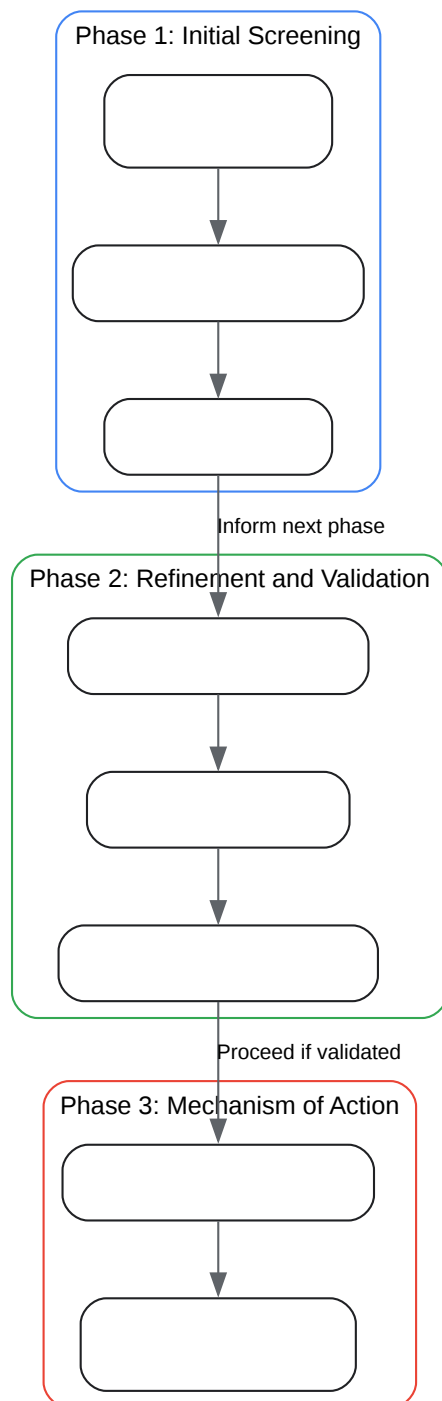 Phase 1: Initial Screening
Inform next phase
Phase 2: Refinement and Validation
Proceed if validated
Phase 3: Mechanism of Action